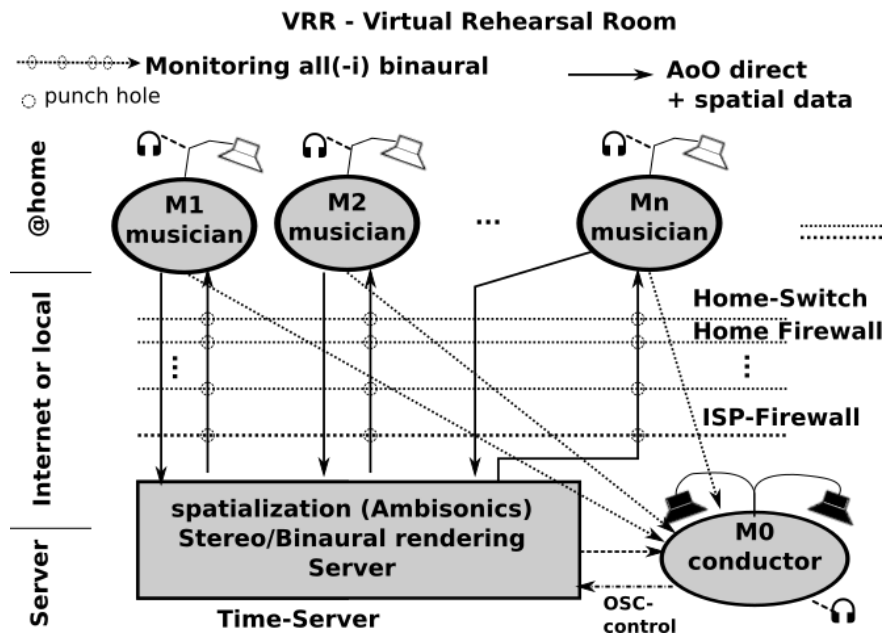 VRR - Virtual Rehearsal Room
Monitoring all(-i) binaural
punch hole
AoO direct
+ spatial data
@home
M1
musician
M2
musician
...
Mn
musician
Internet or local
Home-Switch
Home Firewall
...
...
ISP-Firewall
Server
spatialization (Ambisonics)
Stereo/Binaural rendering
Server
M0
conductor
Time-Server
OSC-
control